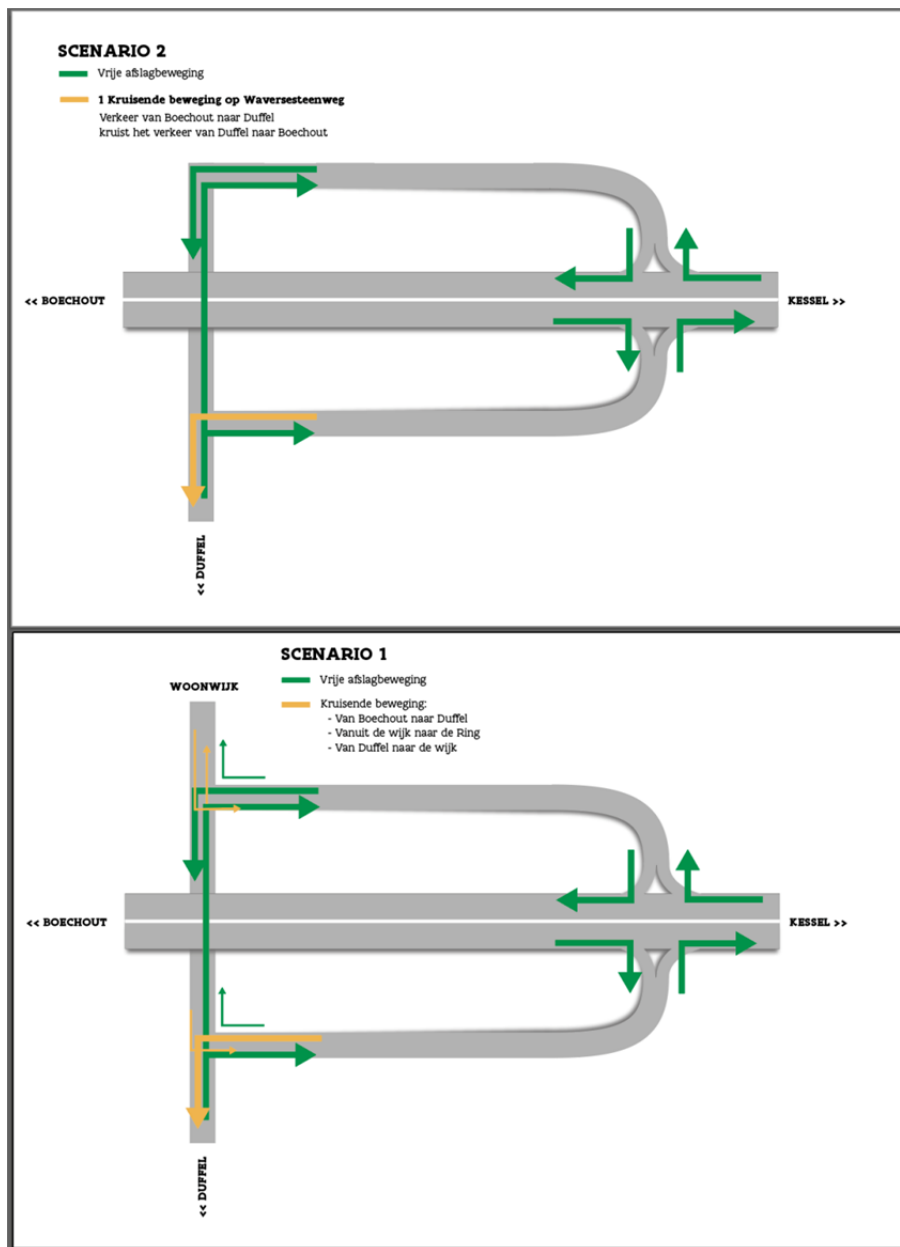 SCENARIO 2
Vrije afslagbeweging
1 Kruisende beweging op Waversesteenweg
Verkeer van Boechout naar Duffel
kruist het verkeer van Duffel naar Boechout
<< BOECHOUT
KESSEL >>
<< DUFFEL
SCENARIO 1
Vrije afslagbeweging
WOONWIJK
Kruisende beweging:
- Van Boechout naar Duffel
- Vanuit de wijk naar de Ring
- Van Duffel naar de wijk
<< BOECHOUT
KESSEL >>
<< DUFFEL